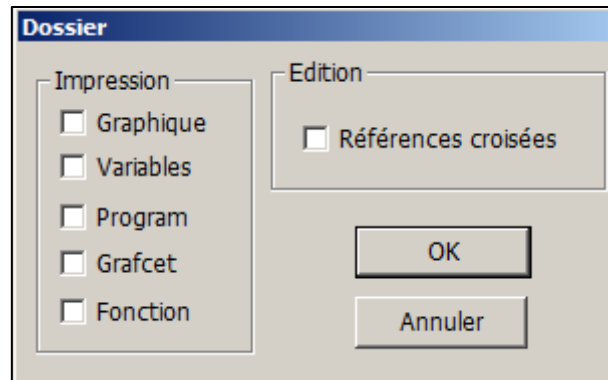 Dossier
Impression
Graphique
Variables
Program
Grafcet
Fonction
Edition
Références croisées
OK
Annuler